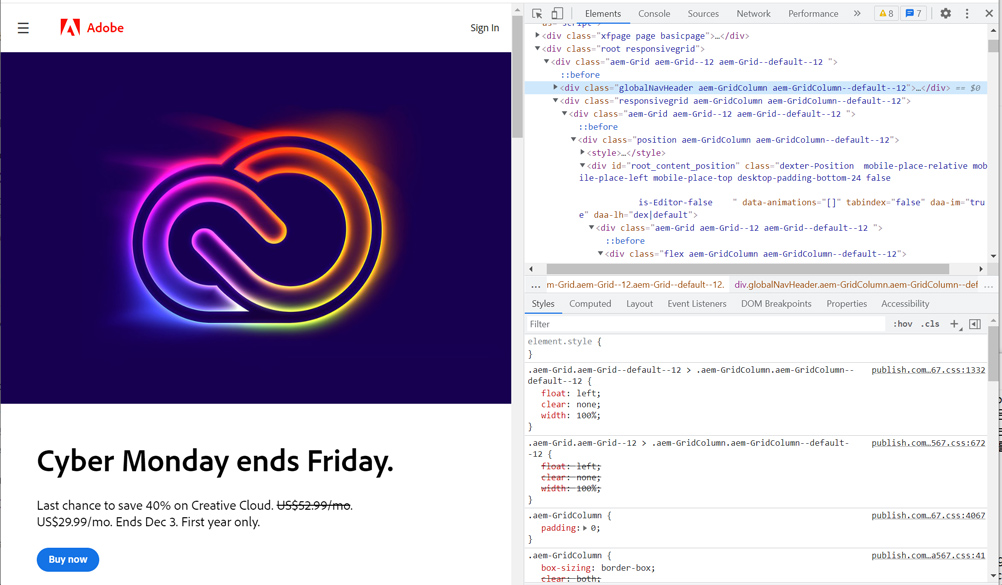 Adobe
Sign In
Cyber Monday ends Friday.
Last chance to save 40% on Creative Cloud. US$52.99/mo.
US$29.99/mo. Ends Dec 3. First year only.
Buy now
Elements Console Sources Network Performance » 8 7
<div class="xfpage page basicpage">…</div>
<div class="root responsivegrid">
<div class="aem-Grid aem-Grid--12 aem-Grid--default--12 ">
::before
<div class="globalNavHeader aem-GridColumn aem-GridColumn--default--12">…</div> == $0
<div class="responsivegrid aem-GridColumn aem-GridColumn--default--12">
<div class="aem-Grid aem-Grid--12 aem-Grid--default--12 ">
::before
<div class="position aem-GridColumn aem-GridColumn--default--12">
<style>…</style>
<div id="root_content_position" class="dexter-Position  mobile-place-relative mob
ile-place-left mobile-place-top desktop-padding-bottom-24 false
is-Editor-false    " data-animations="[]" tabindex="false" daa-im="tru
e" daa-lh="dex|default">
<div class="aem-Grid aem-Grid--12 aem-Grid--default--12 ">
::before
<div class="flex aem-GridColumn aem-GridColumn--default--12">
… m-Grid.aem-Grid--12.aem-Grid--default--12. div.globalNavHeader.aem-GridColumn.aem-GridColumn--def …
Styles Computed Layout Event Listeners DOM Breakpoints Properties Accessibility
Filter :hov .cls +
element.style {
}
.aem-Grid.aem-Grid--default--12 > .aem-GridColumn.aem-GridColumn-- publish.com…67.css:1332
default--12 {
float: left;
clear: none;
width: 100%;
}
.aem-Grid.aem-Grid--12 > .aem-GridColumn.aem-GridColumn--default- publish.com…567.css:672
-12 {
float: left;
clear: none;
width: 100%;
}
.aem-GridColumn { publish.com…67.css:4067
padding: 0;
}
.aem-GridColumn { publish.com…a567.css:41
box-sizing: border-box;
clear: both;